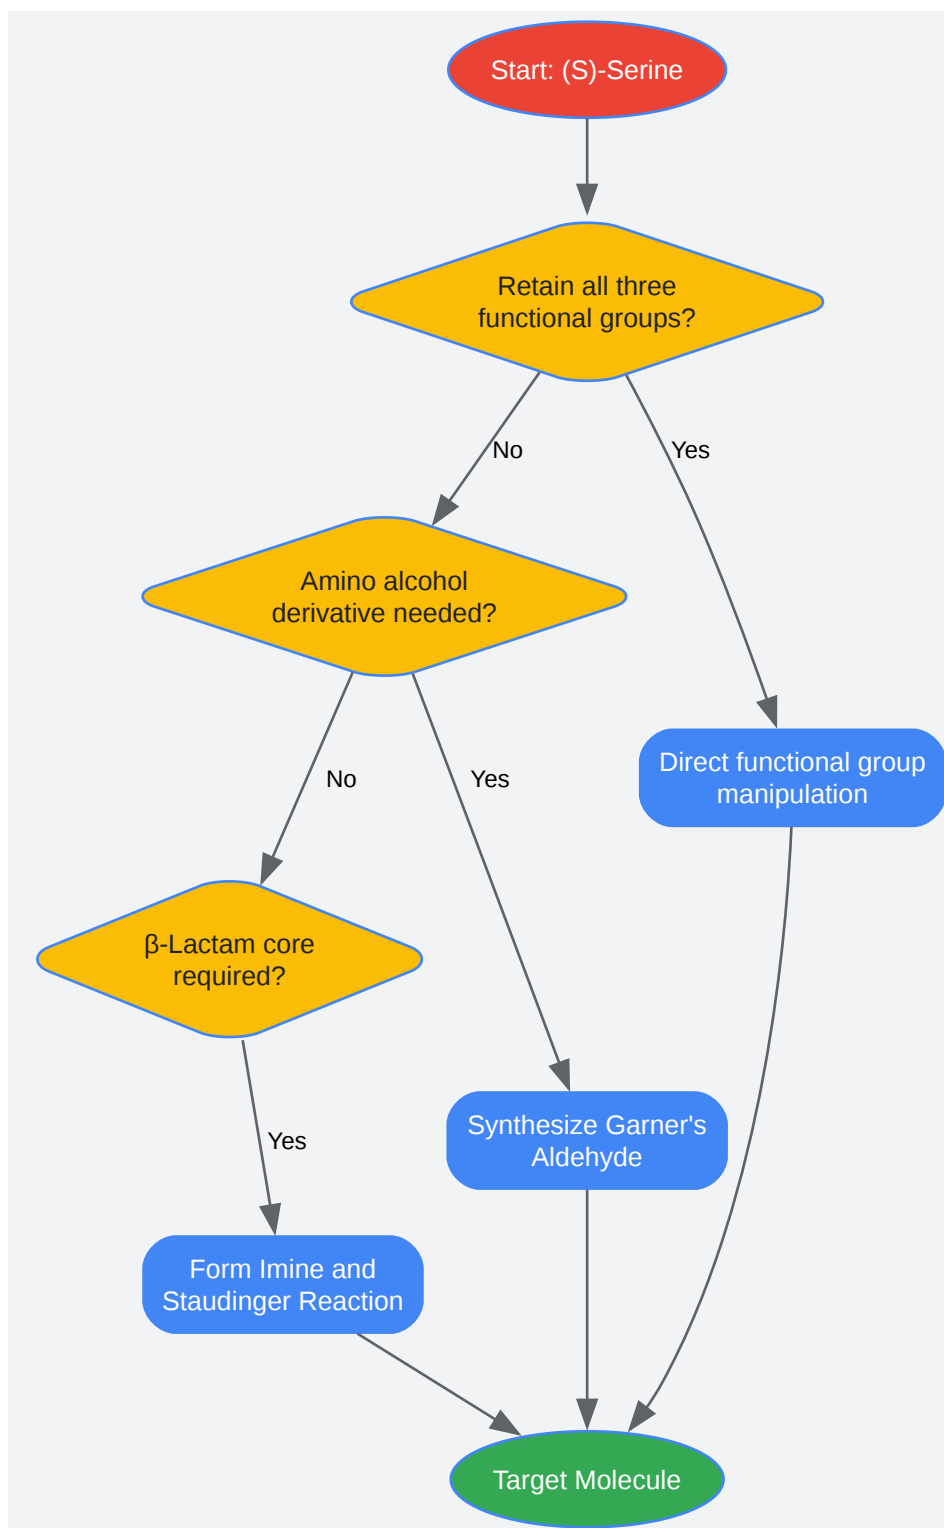 Start: (S)-Serine
Retain all three
functional groups?
No
Yes
Amino alcohol
derivative needed?
Direct functional group
manipulation
No
Yes
β-Lactam core
required?
Synthesize Garner's
Aldehyde
Yes
Form Imine and
Staudinger Reaction
Target Molecule